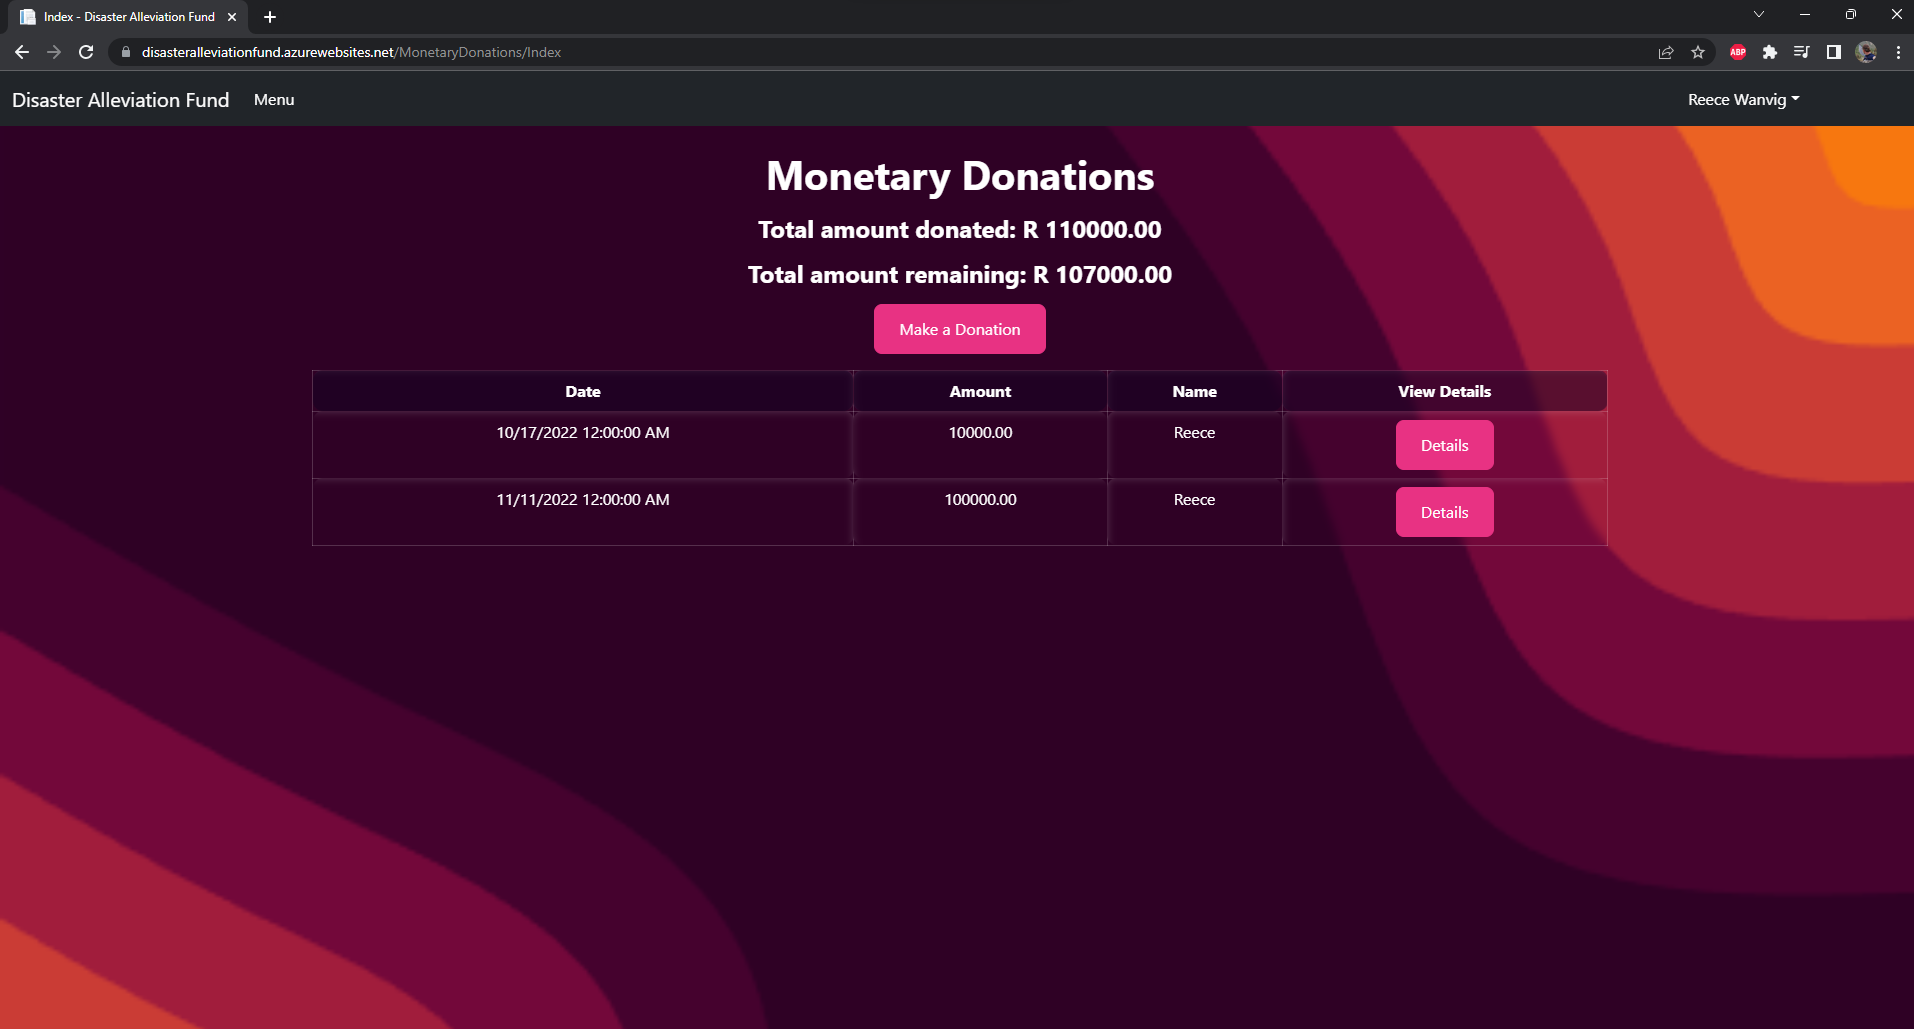 Index - Disaster Alleviation Fund
disasteralleviationfund.azurewebsites.net/MonetaryDonations/Index
ABP
Disaster Alleviation Fund Menu Reece Wanvig
Monetary Donations
Total amount donated: R 110000.00
Total amount remaining: R 107000.00
Make a Donation
Date Amount Name View Details
10/17/2022 12:00:00 AM 10000.00 Reece Details
11/11/2022 12:00:00 AM 100000.00 Reece Details